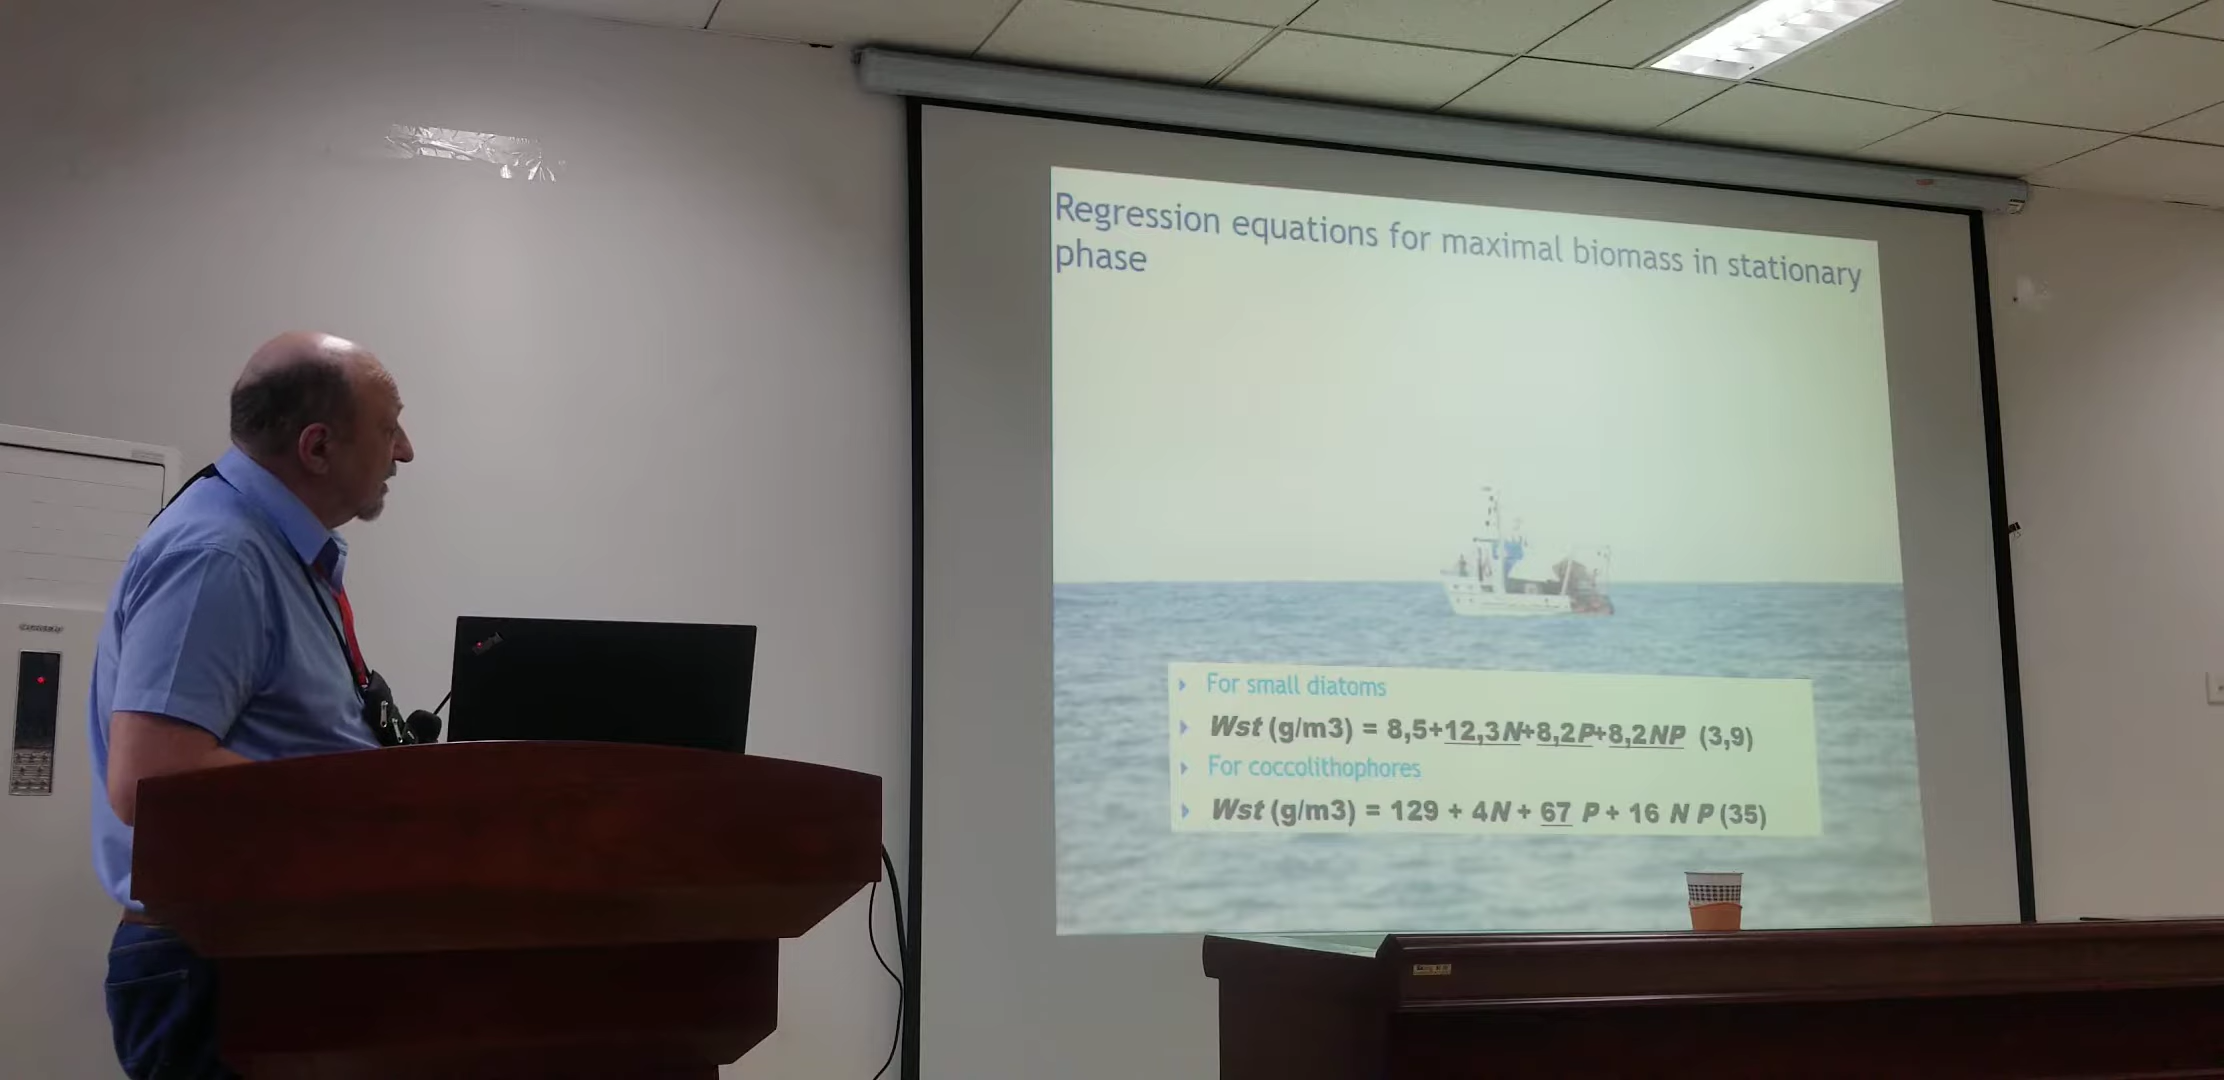 Regression equations for maximal biomass in stationary
phase
For small diatoms
Wst (g/m3) = 8,5+12,3N+8,2P+8,2NP (3,9)
For coccolithophores
Wst (g/m3) = 129 + 4N + 67 P + 16 N P (35)